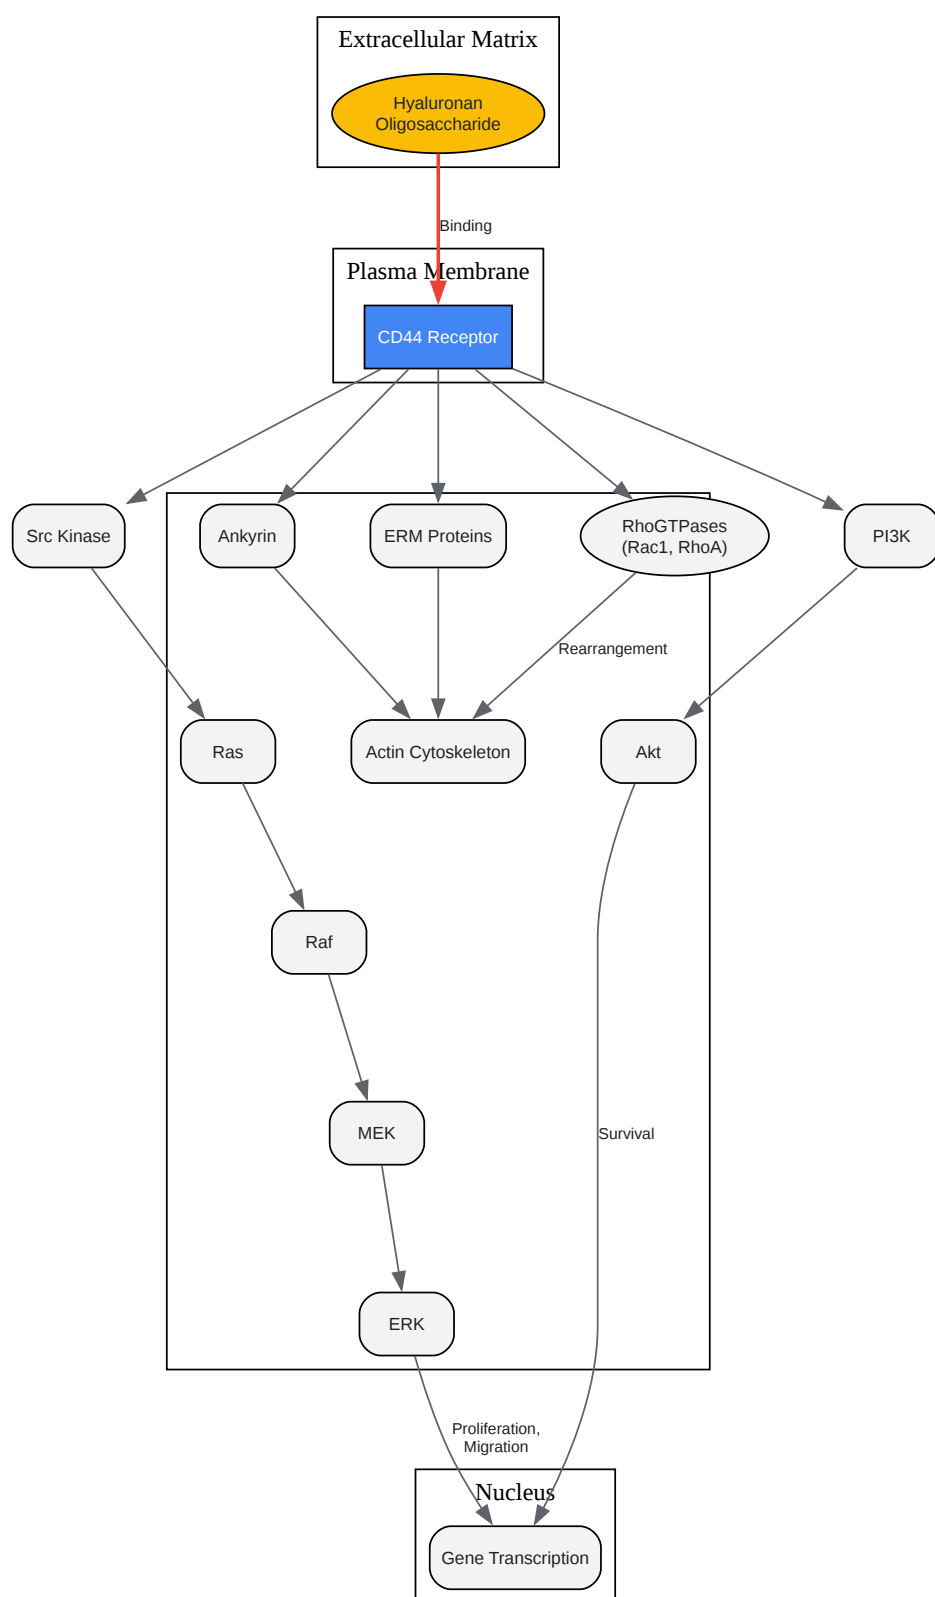 Extracellular Matrix
Hyaluronan
Oligosaccharide
Binding
Plasma Membrane
CD44 Receptor
Src Kinase
Ankyrin
ERM Proteins
RhoGTPases
(Rac1, RhoA)
PI3K
Rearrangement
Ras
Actin Cytoskeleton
Akt
Raf
MEK
Survival
ERK
Proliferation,
Migration
Nucleus
Gene Transcription